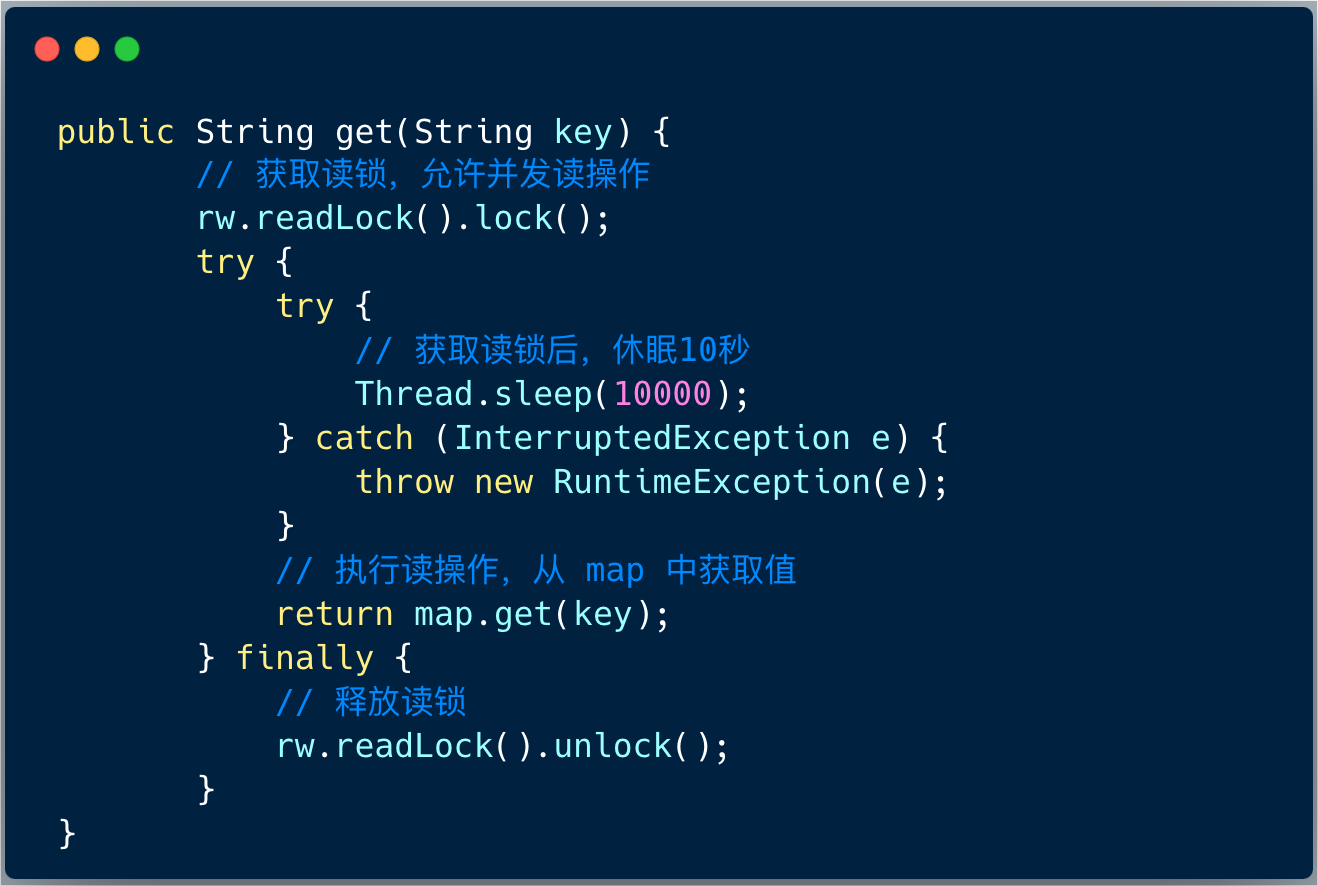 public String get(String key) {
        // 获取读锁，允许并发读操作
        rw.readLock().lock();
        try {
            try {
                // 获取读锁后，休眠10秒
                Thread.sleep(10000);
            } catch (InterruptedException e) {
                throw new RuntimeException(e);
            }
            // 执行读操作，从 map 中获取值
            return map.get(key);
        } finally {
            // 释放读锁
            rw.readLock().unlock();
        }
}